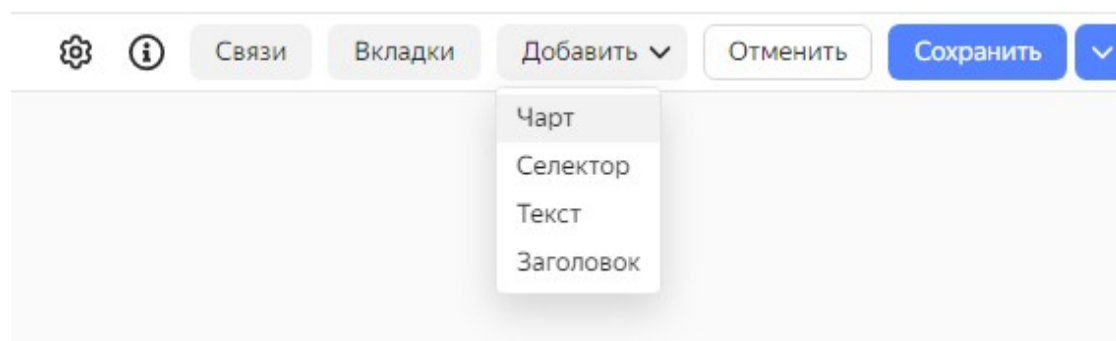 Связи Вкладки Добавить Отменить Сохранить
Чарт
Селектор
Текст
Заголовок